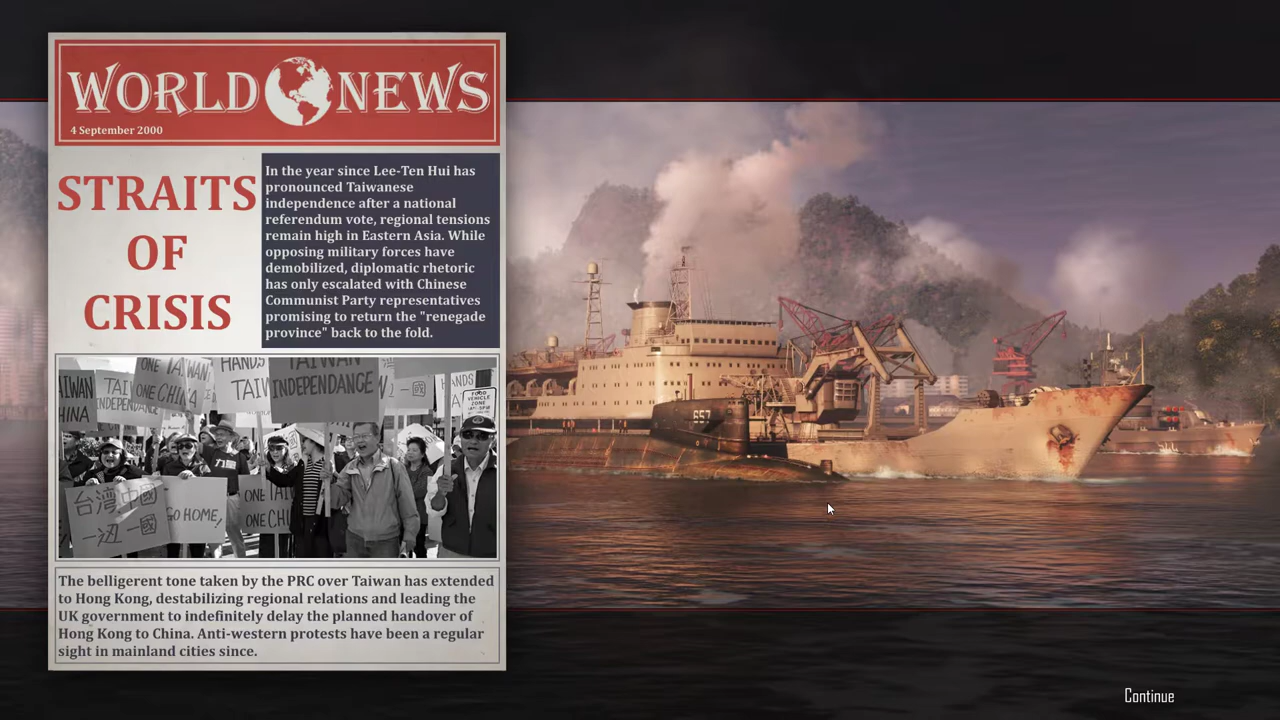 WORLD NEWS
4 September 2000
STRAITS
OF
CRISIS
In the year since Lee-Ten Hui has
pronounced Taiwanese
independence after a national
referendum vote, regional tensions
remain high in Eastern Asia. While
opposing military forces have
demobilized, diplomatic rhetoric
has only escalated with Chinese
Communist Party representatives
promising to return the "renegade
province" back to the fold.
ONE TAIWAN
ONE CHINA
HANDS
TAIWAN
INDEPENDANCE
HANDS
台湾中國
一边一國
GO HOME,
ONE
657
The belligerent tone taken by the PRC over Taiwan has extended
to Hong Kong, destabilizing regional relations and leading the
UK government to indefinitely delay the planned handover of
Hong Kong to China. Anti-western protests have been a regular
sight in mainland cities since.
Continue